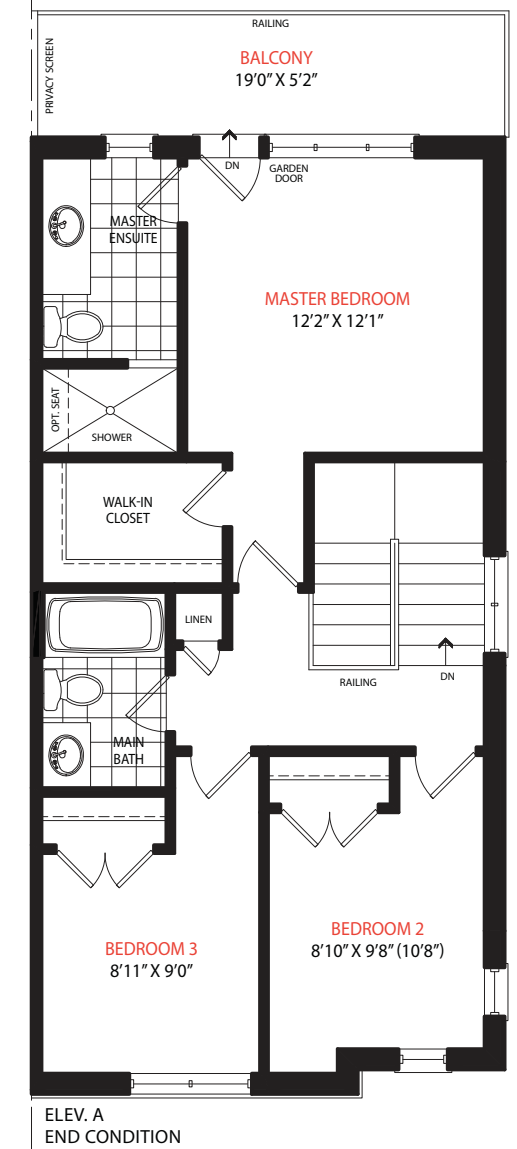 RAILING
PRIVACY SCREEN
BALCONY
19'0" X 5'2"
DN
GARDEN
DOOR
MASTER
ENSUITE
MASTER BEDROOM
12'2" X 12'1"
OPT. SEAT
SHOWER
WALK-IN
CLOSET
LINEN
RAILING
DN
MAIN
BATH
BEDROOM 3
8'11" X 9'0"
BEDROOM 2
8'10" X 9'8" (10'8")
ELEV. A
END CONDITION